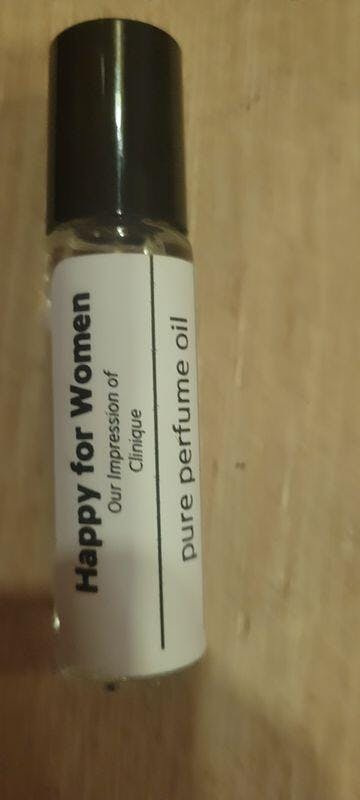 Happy for Women
Our Impression of
Clinique
pure perfume oil